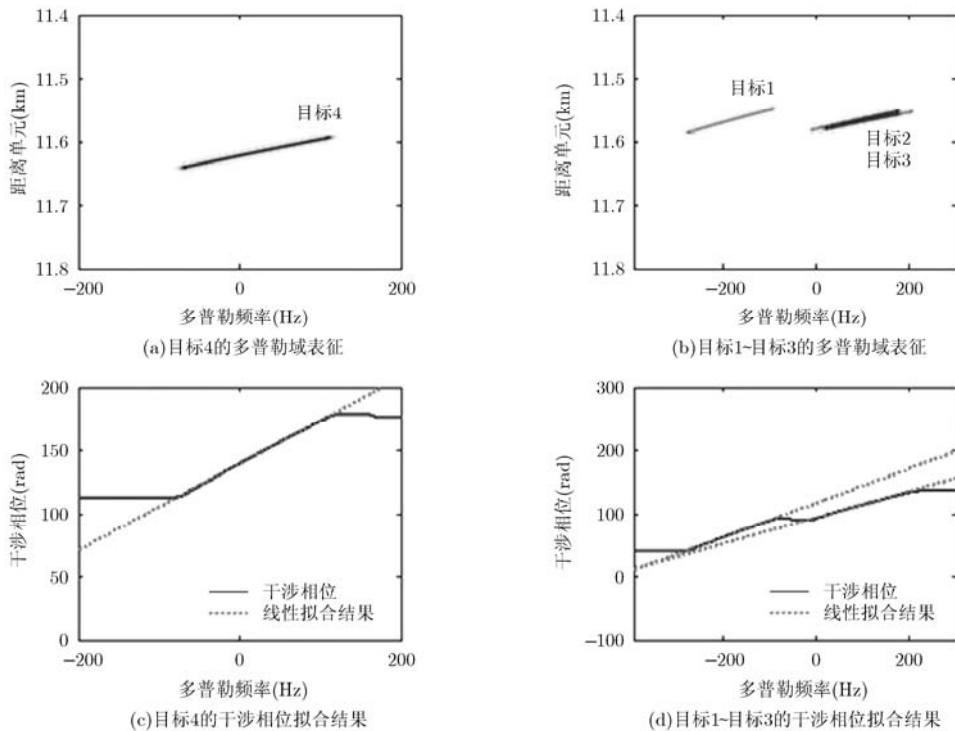 11.4
11.5
11.6
11.7
11.8
距离单元(km)
目标4
−200
0
200
多普勒频率(Hz)
(a)目标4的多普勒域表征
11.4
11.5
11.6
11.7
11.8
距离单元(km)
目标1
目标2
目标3
−200
0
200
多普勒频率(Hz)
(b)目标1~目标3的多普勒域表征
200
150
100
50
0
干涉相位(rad)
干涉相位
线性拟合结果
−200
0
200
多普勒频率(Hz)
(c)目标4的干涉相位拟合结果
300
200
100
0
−100
干涉相位(rad)
干涉相位
线性拟合结果
−200
0
200
多普勒频率(Hz)
(d)目标1~目标3的干涉相位拟合结果